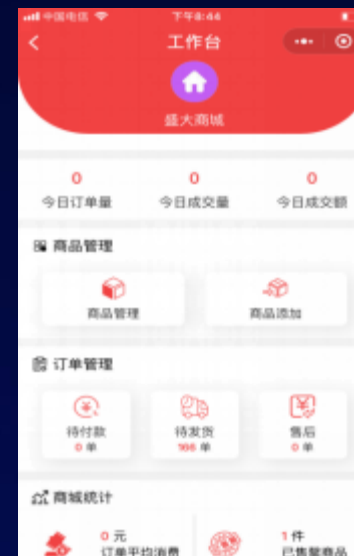 中国电信 下午8:44
工作台
盛大商城
0 0 0
今日订单量 今日成交量 今日成交额
商品管理
商品管理 商品添加
订单管理
待付款 待发货 售后
0 单 166 单 0 单
商城统计
0 元 1 件
订单平均消费 已售罄商品